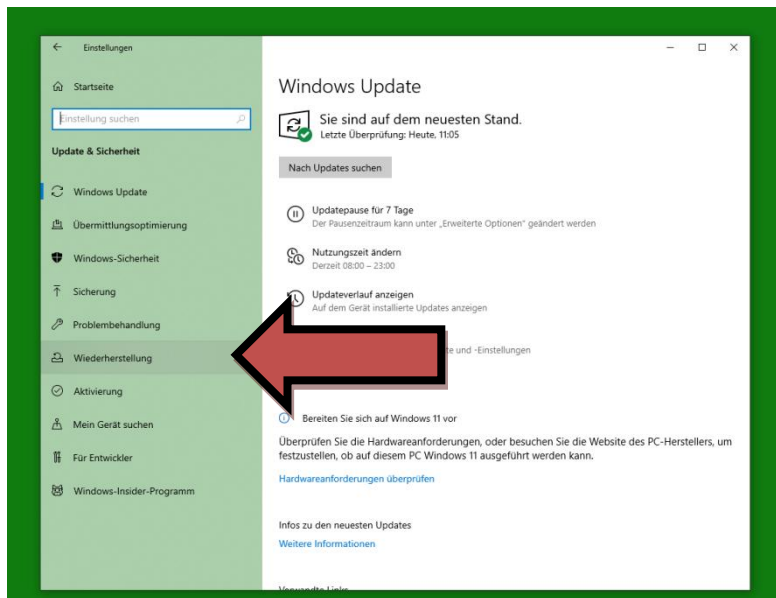 Einstellungen
Startseite
Einstellung suchen
Update & Sicherheit
Windows Update
Übermittlungsoptimierung
Windows-Sicherheit
Sicherung
Problembehandlung
Wiederherstellung
Aktivierung
Mein Gerät suchen
Für Entwickler
Windows-Insider-Programm
Windows Update
Sie sind auf dem neuesten Stand.
Letzte Überprüfung: Heute, 11:05
Nach Updates suchen
Updatepause für 7 Tage
Der Pausenzeitraum kann unter „Erweiterte Optionen" geändert werden
Nutzungszeit ändern
Derzeit 08:00 – 23:00
Updateverlauf anzeigen
Auf dem Gerät installierte Updates anzeigen
und -Einstellungen
Bereiten Sie sich auf Windows 11 vor
Überprüfen Sie die Hardwareanforderungen, oder besuchen Sie die Website des PC-Herstellers, um
festzustellen, ob auf diesem PC Windows 11 ausgeführt werden kann.
Hardwareanforderungen überprüfen
Infos zu den neuesten Updates
Weitere Informationen
Verwandte Links